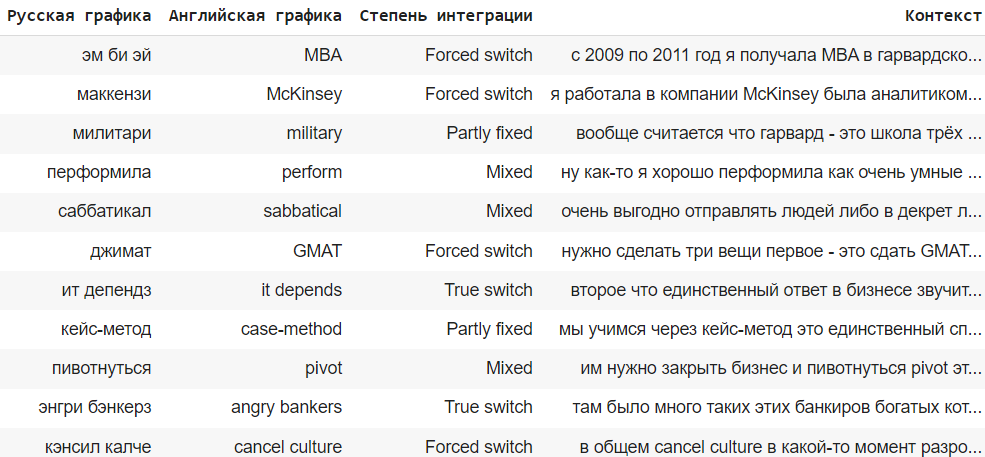 Русская графика Английская графика Степень интеграции Контекст
эм би эй MBA Forced switch с 2009 по 2011 год я получала MBA в гарвардско...
маккензи McKinsey Forced switch я работала в компании McKinsey была аналитиком...
милитари military Partly fixed вообще считается что гарвард - это школа трёх ...
перформила perform Mixed ну как-то я хорошо перформила как очень умные ...
саббатикал sabbatical Mixed очень выгодно отправлять людей либо в декрет л...
джимат GMAT Forced switch нужно сделать три вещи первое - это сдать GMAT...
ит депендз it depends True switch второе что единственный ответ в бизнесе звучит...
кейс-метод case-method Partly fixed мы учимся через кейс-метод это единственный сп...
пивотнуться pivot Mixed им нужно закрыть бизнес и пивотнуться pivot эт...
энгри бэнкерз angry bankers True switch там было много таких этих банкиров богатых кот...
кэнсил калче cancel culture Forced switch в общем cancel culture в какой-то момент разро...